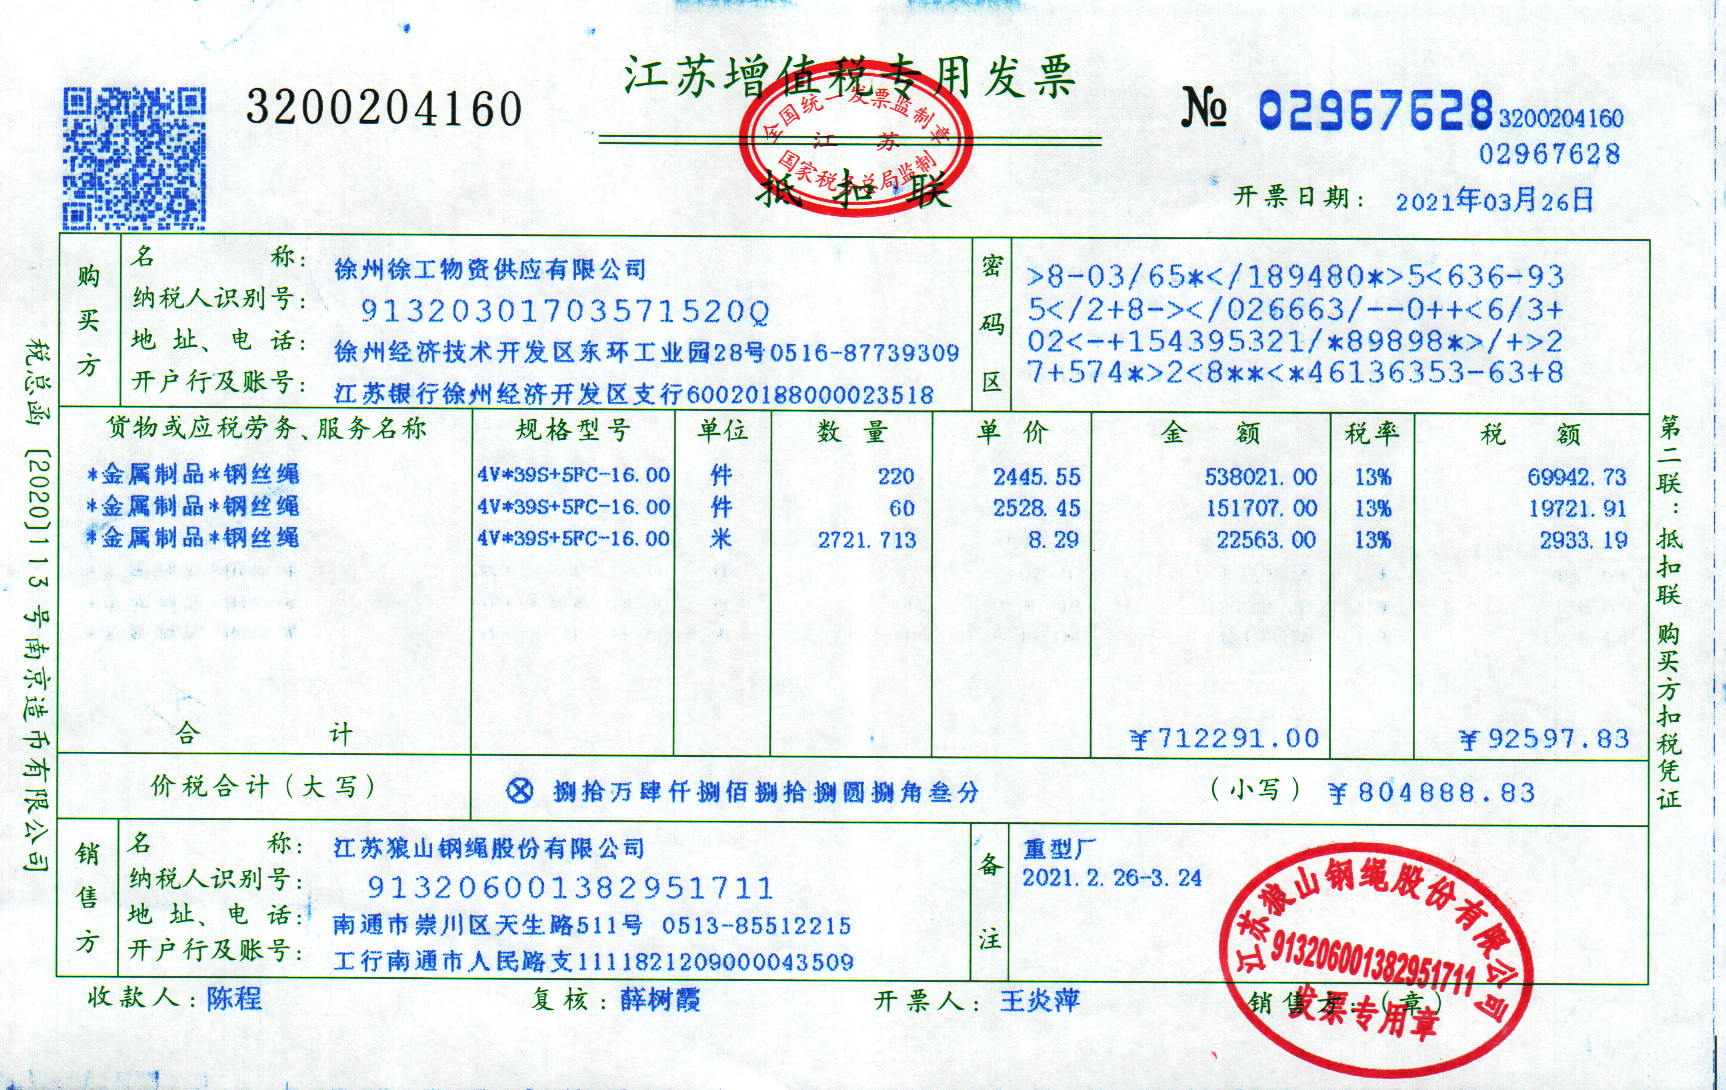 江苏增值税专用发票
3200204160
№ 02967628 3200204160
02967628
全国统一发票监制章
江苏
国家税务总局监制
抵扣联
开票日期： 2021年03月26日
购买方
名称： 徐州徐工物资供应有限公司
纳税人识别号： 91320301703571520Q
地址、电话： 徐州经济技术开发区东环工业园28号0516-87739309
开户行及账号： 江苏银行徐州经济开发区支行60020188000023518
密码区
>8-03/65*</189480*>5<636-93
5</2+8-></026663/--0++<6/3+
02<-+154395321/*89898*>/+>2
7+574*>2<8**<*46136353-63+8
货物或应税劳务、服务名称 规格型号 单位 数量 单价 金额 税率 税额
*金属制品*钢丝绳 4V*39S+5FC-16.00 件 220 2445.55 538021.00 13% 69942.73
*金属制品*钢丝绳 4V*39S+5FC-16.00 件 60 2528.45 151707.00 13% 19721.91
*金属制品*钢丝绳 4V*39S+5FC-16.00 米 2721.713 8.29 22563.00 13% 2933.19
合计 ¥712291.00 ¥92597.83
价税合计（大写） ⊗捌拾万肆仟捌佰捌拾捌圆捌角叁分 （小写）¥804888.83
销售方
名称： 江苏狼山钢绳股份有限公司
纳税人识别号： 913206001382951711
地址、电话： 南通市崇川区天生路511号 0513-85512215
开户行及账号： 工行南通市人民路支1111821209000043509
备注
重型厂
2021.2.26-3.24
收款人：陈程 复核：薛树霞 开票人：王炎萍 销售方：（章）
江苏狼山钢绳股份有限公司
913206001382951711
发票专用章
税总函 [2020]113号南京造币有限公司
第二联：抵扣联 购买方扣税凭证